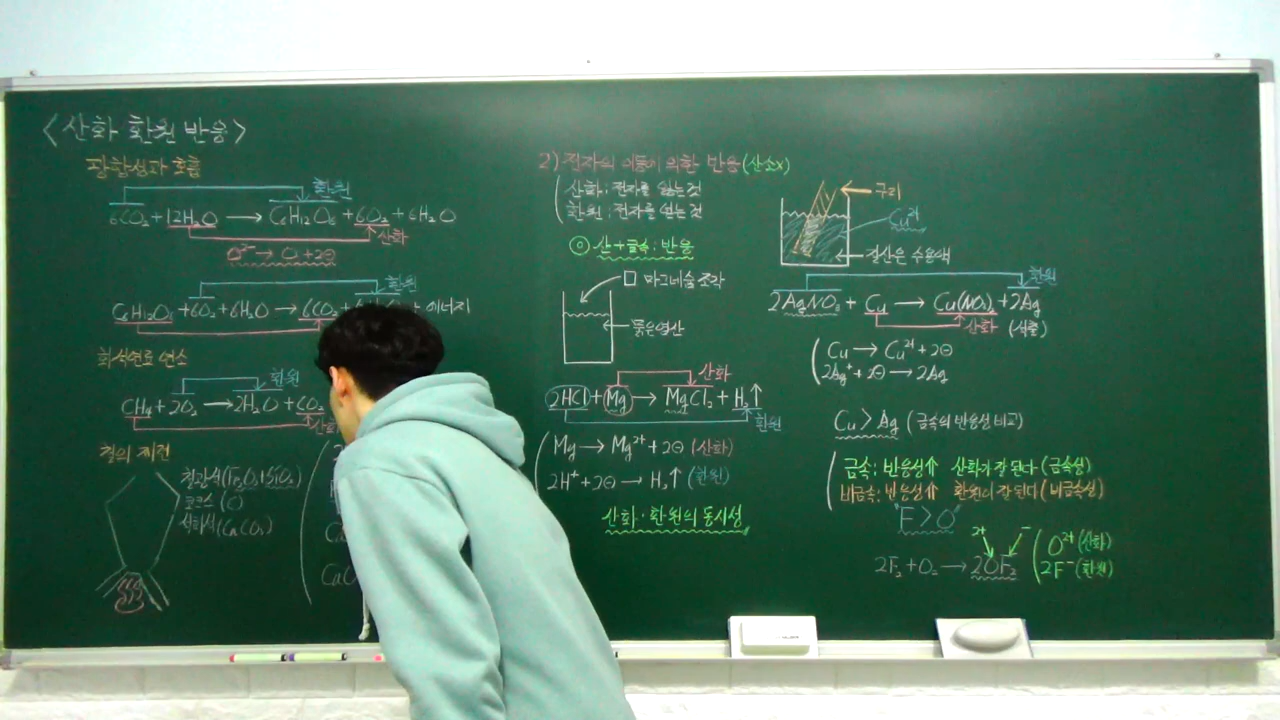 <산화 환원 반응>
광합성과 호흡
환원
6CO₂+12H₂O → C₆H₁₂O₆+6O₂+6H₂O
산화
O²⁻ → O+2⊖
환원
C₆H₁₂O₆+6O₂+6H₂O → 6CO₂ 에너지
화석연료 연소
환원
CH₄+2O₂ → 2H₂O+CO₂
산화
철의 제련
철광석(Fe₂O₃+SiO₂)
코크스 (C)
석회석(CaCO₃)
2) 전자의 이동에 의한 반응(산소x)
산화: 전자를 잃는 것
환원: 전자를 얻는 것
◎ 산+금속: 반응
마그네슘조각
묽은염산
산화
2HCl+Mg → MgCl₂+H₂↑
환원
Mg → Mg²⁺+2⊖ (산화)
2H⁺+2⊖ → H₂↑ (환원)
산화·환원의 동시성
구리
Cu²⁺
질산은 수용액
환원
2AgNO₃+Cu → Cu(NO₃)₂+2Ag
산화 (석출)
Cu → Cu²⁺+2⊖
2Ag⁺+2⊖ → 2Ag
Cu>Ag (금속의 반응성 비교)
금속: 반응성↑ 산화가 잘 된다 (금속성)
비금속: 반응성↑ 환원이 잘 된다 (비금속성)
"F>O"
2+ -
2F₂+O₂ → 2OF₂
O²⁺(산화)
2F⁻(환원)